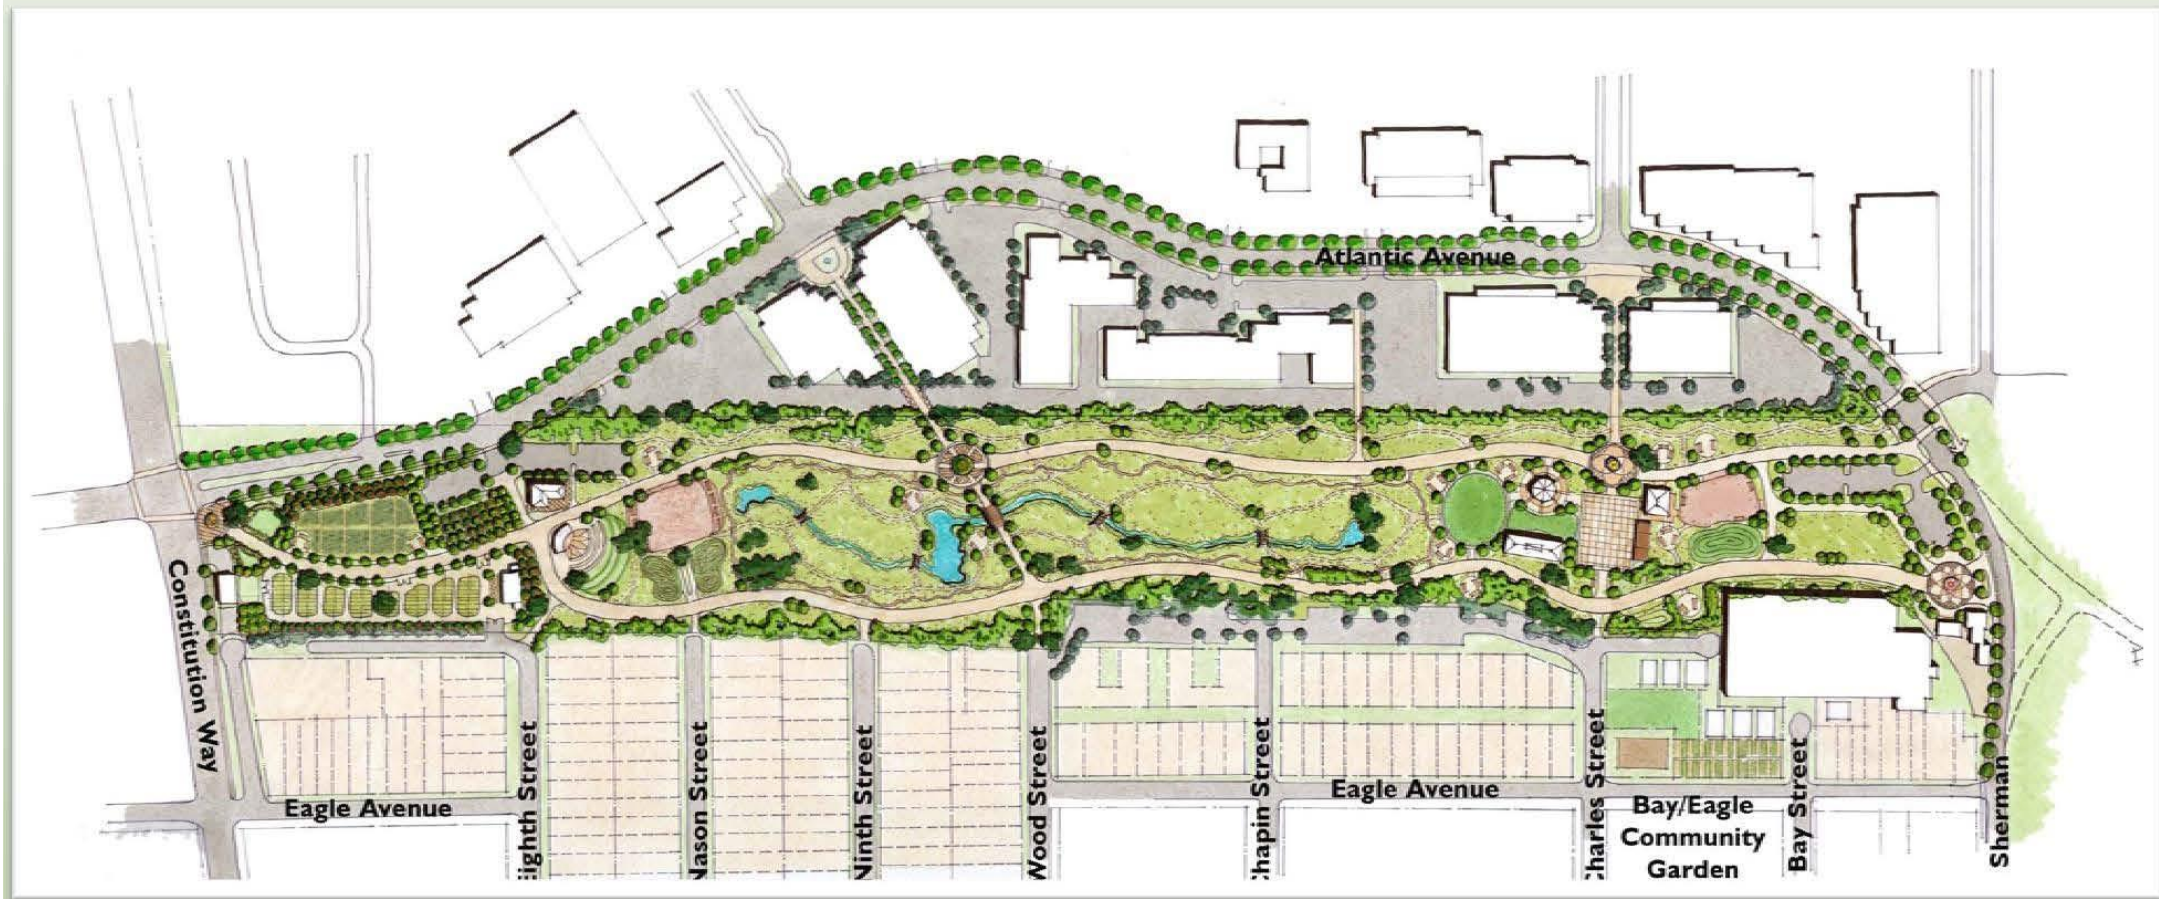 Atlantic Avenue
Constitution Way
Eagle Avenue
Eighth Street
Nason Street
Ninth Street
Wood Street
Chapin Street
Eagle Avenue
Charles Street
Bay/Eagle
Community
Garden
Bay Street
Sherman